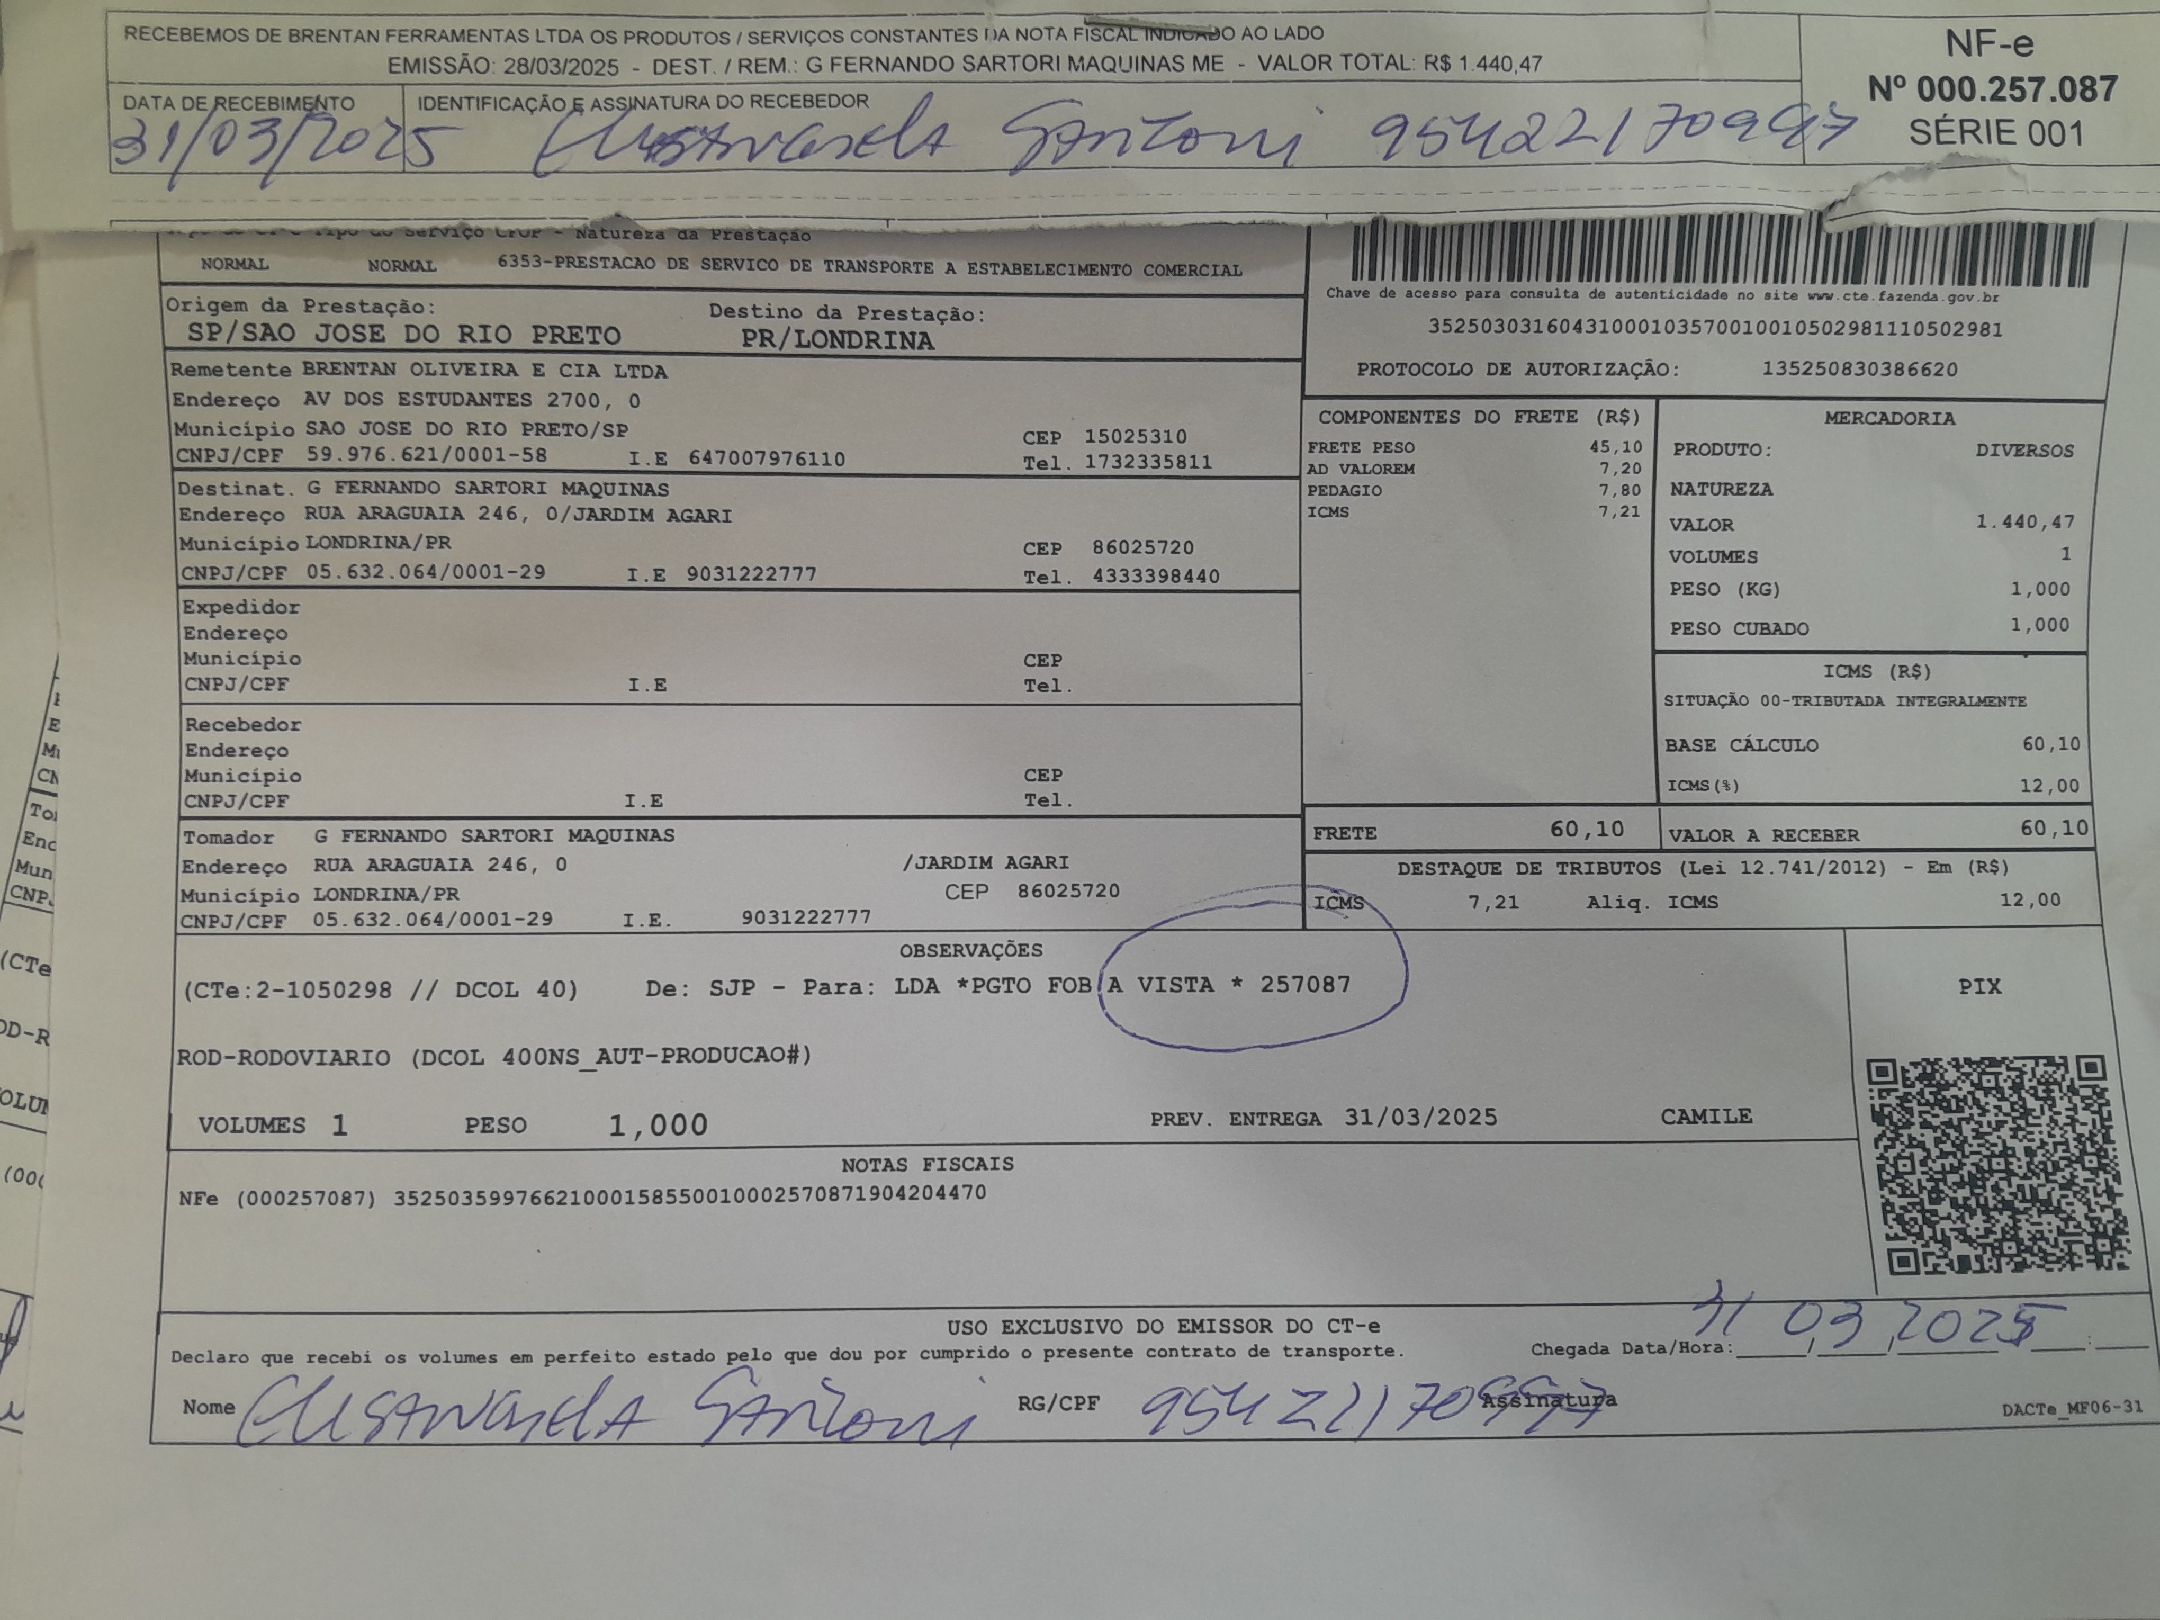 RECEBEMOS DE BRENTAN FERRAMENTAS LTDA OS PRODUTOS / SERVIÇOS CONSTANTES DA NOTA FISCAL INDICADO AO LADO
EMISSÃO: 28/03/2025 - DEST. / REM.: G FERNANDO SARTORI MAQUINAS ME - VALOR TOTAL: R$ 1.440,47
NF-e
Nº 000.257.087
SÉRIE 001
DATA DE RECEBIMENTO IDENTIFICAÇÃO E ASSINATURA DO RECEBEDOR
31/03/2025
Serviço CFOP - Natureza da Prestação
NORMAL NORMAL 6353-PRESTACAO DE SERVICO DE TRANSPORTE A ESTABELECIMENTO COMERCIAL
Chave de acesso para consulta de autenticidade no site www.cte.fazenda.gov.br
35250303160431000103570010010502981110502981
PROTOCOLO DE AUTORIZAÇÃO: 135250830386620
Origem da Prestação: Destino da Prestação:
SP/SAO JOSE DO RIO PRETO PR/LONDRINA
Remetente BRENTAN OLIVEIRA E CIA LTDA
Endereço AV DOS ESTUDANTES 2700, 0
Município SAO JOSE DO RIO PRETO/SP CEP 15025310
CNPJ/CPF 59.976.621/0001-58 I.E 647007976110 Tel. 1732335811
Destinat. G FERNANDO SARTORI MAQUINAS
Endereço RUA ARAGUAIA 246, 0/JARDIM AGARI
Município LONDRINA/PR CEP 86025720
CNPJ/CPF 05.632.064/0001-29 I.E 9031222777 Tel. 4333398440
Expedidor
Endereço
Município CEP
CNPJ/CPF I.E Tel.
Recebedor
Endereço
Município CEP
CNPJ/CPF I.E Tel.
Tomador G FERNANDO SARTORI MAQUINAS
Endereço RUA ARAGUAIA 246, 0 /JARDIM AGARI
Município LONDRINA/PR CEP 86025720
CNPJ/CPF 05.632.064/0001-29 I.E. 9031222777
COMPONENTES DO FRETE (R$)
FRETE PESO 45,10
AD VALOREM 7,20
PEDAGIO 7,80
ICMS 7,21
MERCADORIA
PRODUTO: DIVERSOS
NATUREZA
VALOR 1.440,47
VOLUMES 1
PESO (KG) 1,000
PESO CUBADO 1,000
ICMS (R$)
SITUAÇÃO 00-TRIBUTADA INTEGRALMENTE
BASE CÁLCULO 60,10
ICMS(%) 12,00
FRETE 60,10 VALOR A RECEBER 60,10
DESTAQUE DE TRIBUTOS (Lei 12.741/2012) - Em (R$)
ICMS 7,21 Aliq. ICMS 12,00
OBSERVAÇÕES
(CTe:2-1050298 // DCOL 40) De: SJP - Para: LDA *PGTO FOB A VISTA * 257087
PIX
ROD-RODOVIARIO (DCOL 400NS_AUT-PRODUCAO#)
VOLUMES 1 PESO 1,000 PREV. ENTREGA 31/03/2025 CAMILE
NOTAS FISCAIS
NFe (000257087) 35250359976621000158550010002570871904204470
USO EXCLUSIVO DO EMISSOR DO CT-e
Declaro que recebi os volumes em perfeito estado pelo que dou por cumprido o presente contrato de transporte.
Chegada Data/Hora: 31 03 2025
Nome RG/CPF Assinatura
DACTe_MF06-31